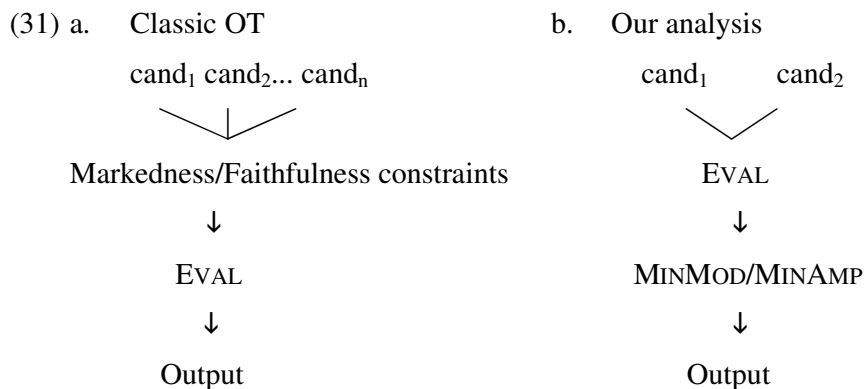 (31) a. Classic OT b. Our analysis
cand₁ cand₂... candₙ cand₁ cand₂
Markedness/Faithfulness constraints EVAL
↓ ↓
EVAL MINMOD/MINAMP
↓ ↓
Output Output